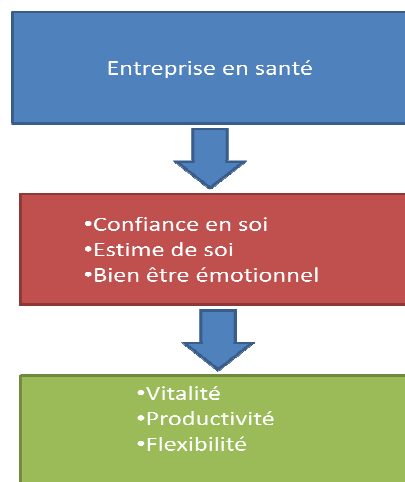 Entreprise en santé
•Confiance en soi
•Estime de soi
•Bien être émotionnel
•Vitalité
•Productivité
•Flexibilité